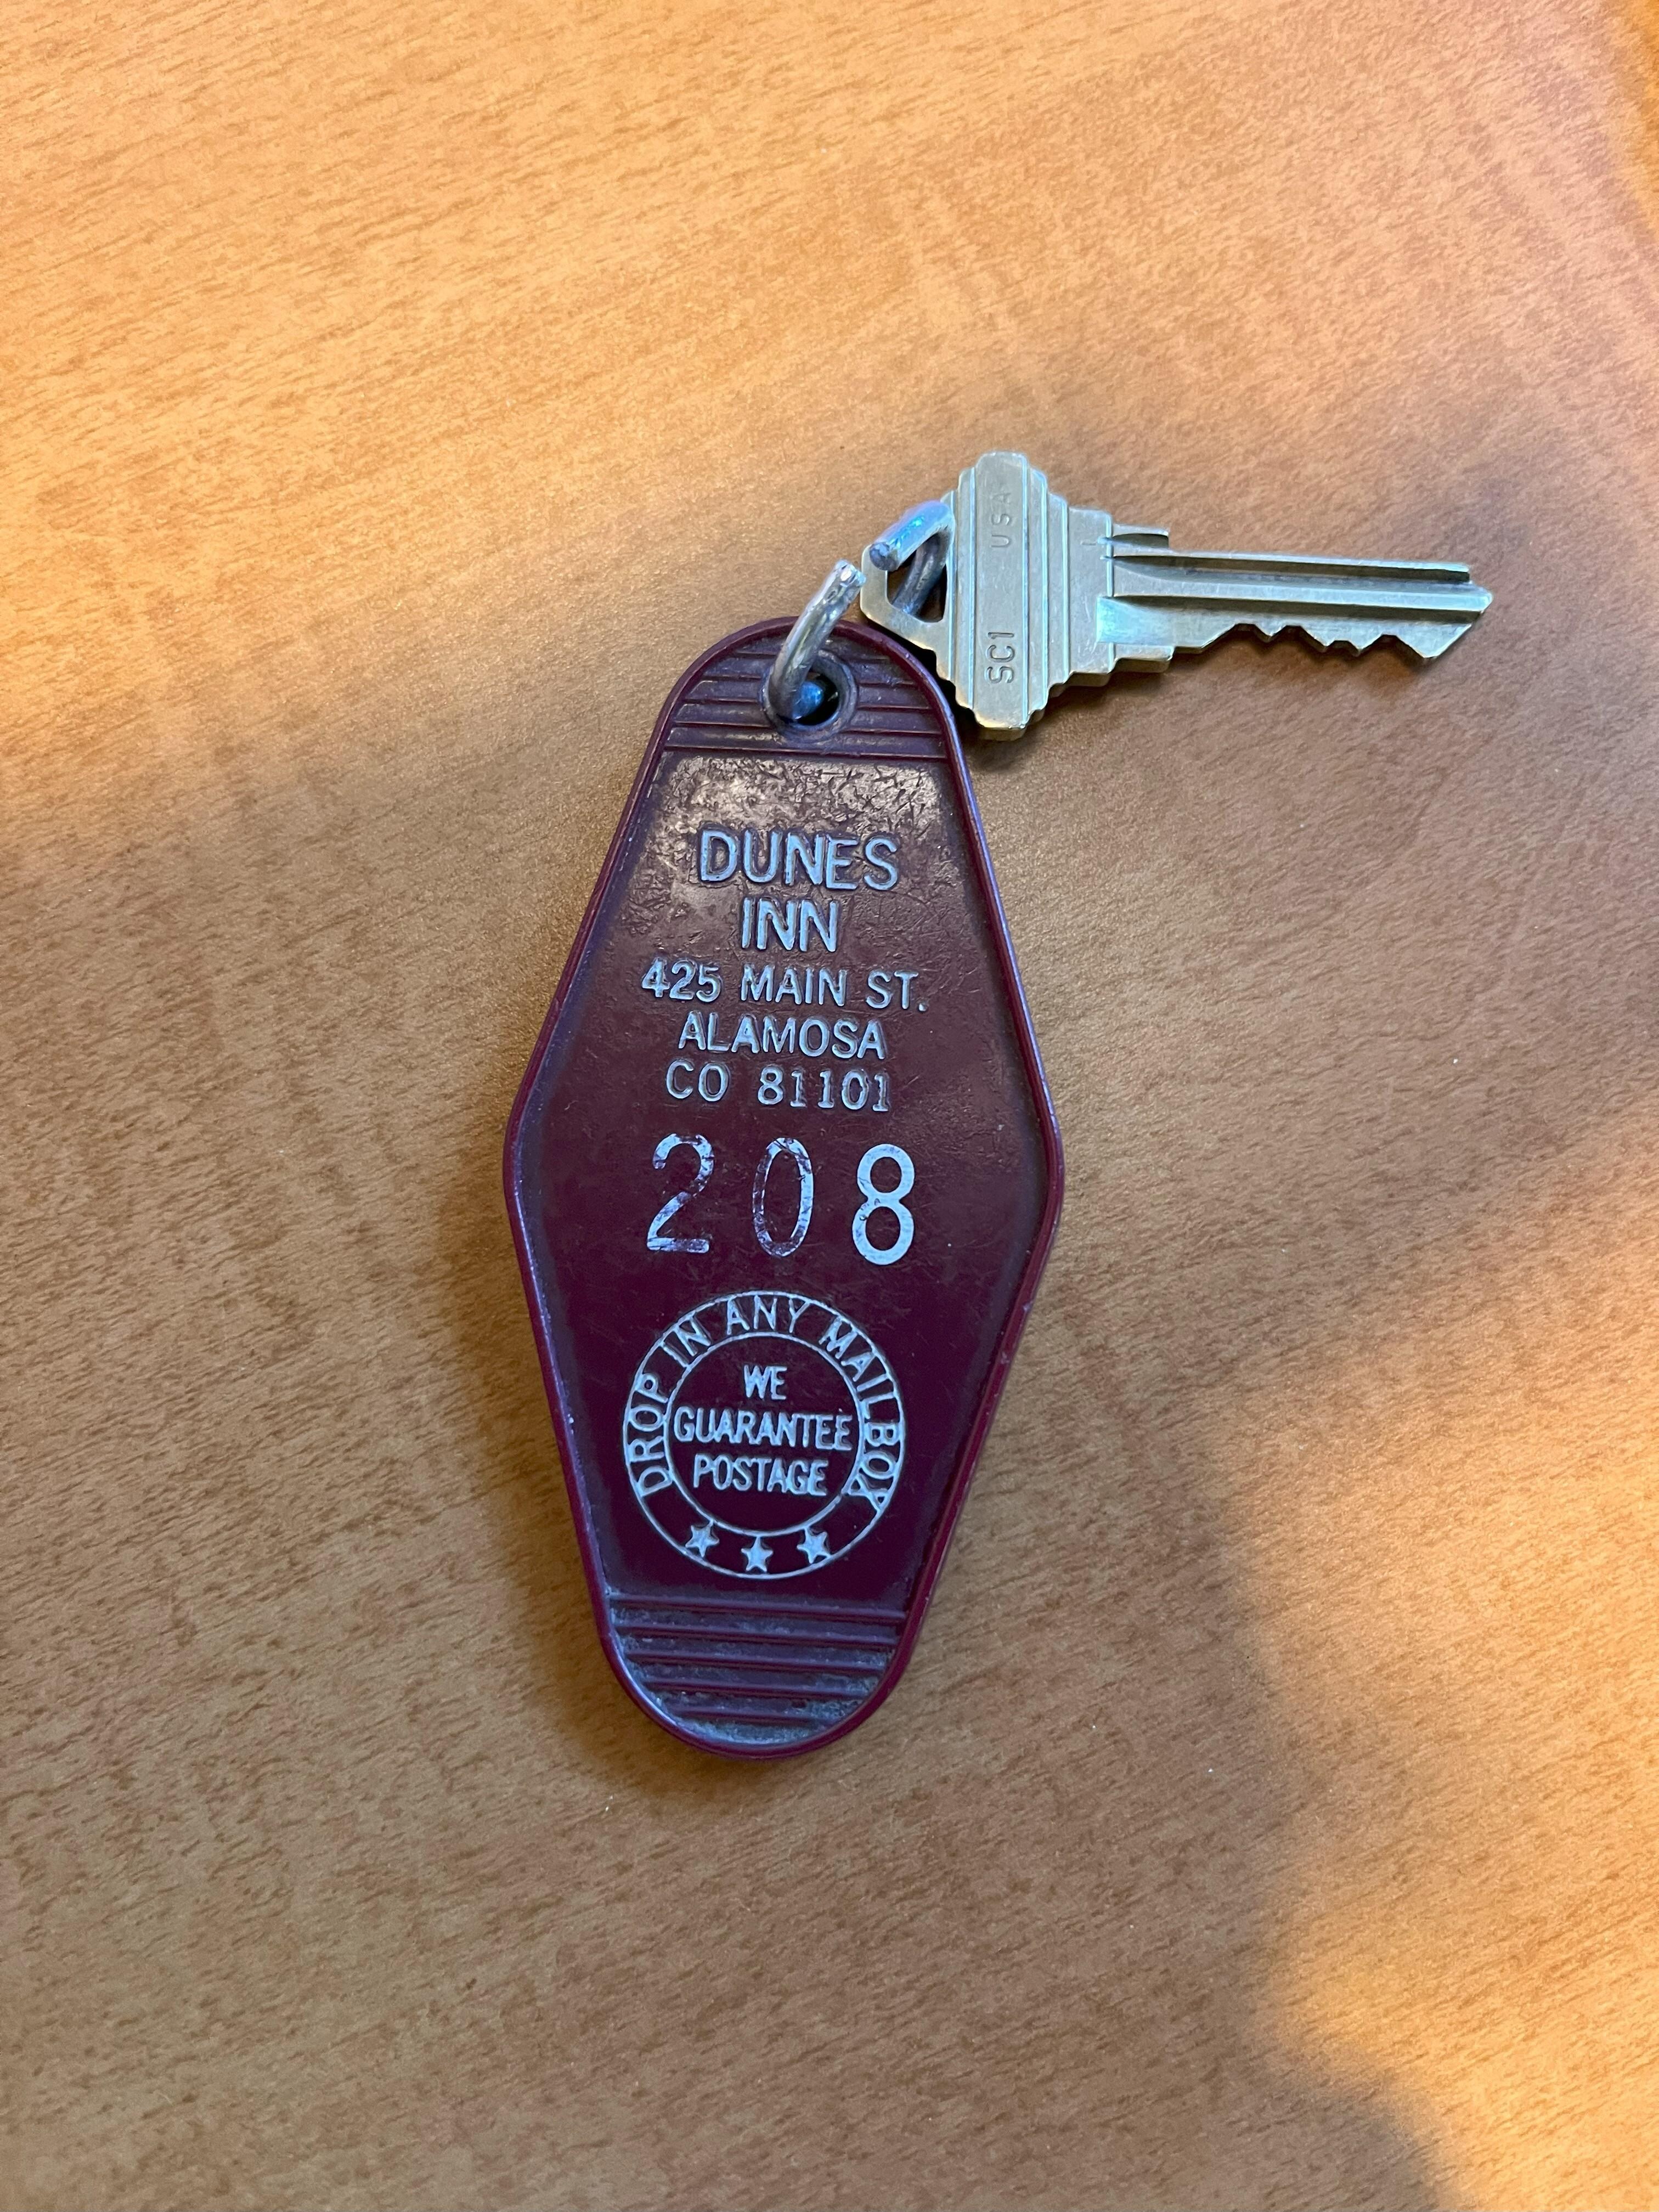 USA
SC1
DUNES
INN
425 MAIN ST.
ALAMOSA
CO 81101
208
DROP IN ANY MAILBOX
WE
GUARANTEE
POSTAGE